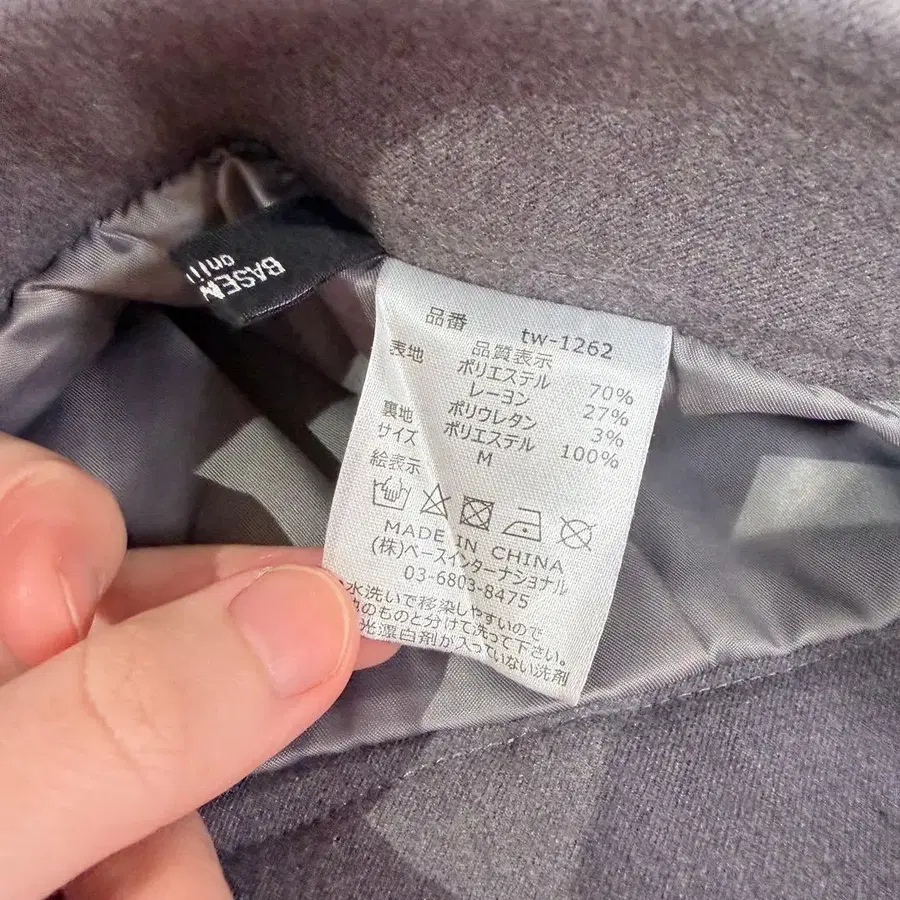 BASEM
onli
品番 tw-1262
品質表示
表地 ポリエステル 70%
レーヨン 27%
ポリウレタン 3%
裏地 ポリエステル 100%
サイズ M
絵表示
MADE IN CHINA
(株)ベースインターナショナル
03-6803-8475
水洗いで移染しやすいので
他のものと分けて洗って下さい。
光漂白剤が入っていない洗剤